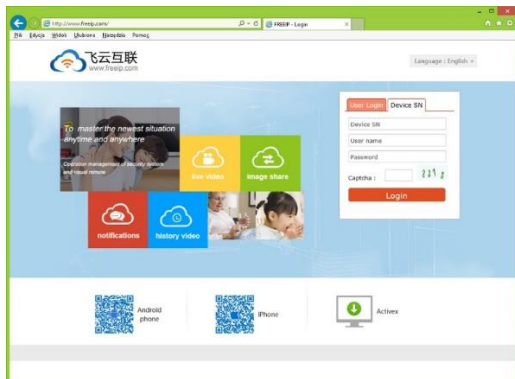 http://www.freeip.com/
FREEIP - Login
Plik Edycja Widok Ulubione Narzędzia Pomoc
飞云互联
www.freeip.com
Language : English
To master the newest situation
anytime and anywhere
Operation management of security devices
and visual remote
live video
image share
notifications
history video
User Login
Device SN
Device SN
User name
Password
Captcha :
Login
Android
phone
iPhone
Activex